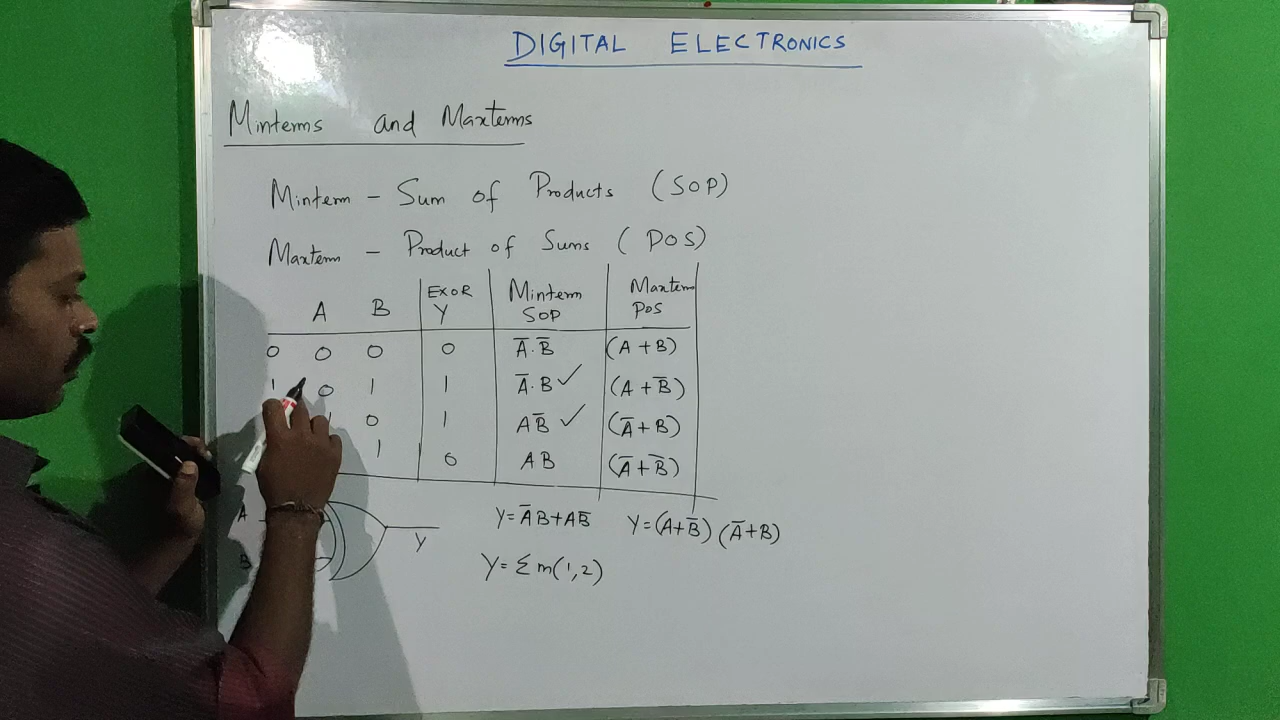 DIGITAL ELECTRONICS
Minterms and Maxterms
Minterm - Sum of Products (SOP)
Maxterm - Product of Sums (POS)
A B EXOR Y Minterm SOP Maxterm POS
0 0 0 0 A̅.B̅ (A+B)
1 0 1 1 A̅.B✓ (A+B̅)
1 0 1 AB̅ ✓ (A̅+B)
1 0 AB (A̅+B̅)
A
B
Y
Y=A̅B+AB̅ Y=(A+B̅)(A̅+B)
Y=Σm(1,2)